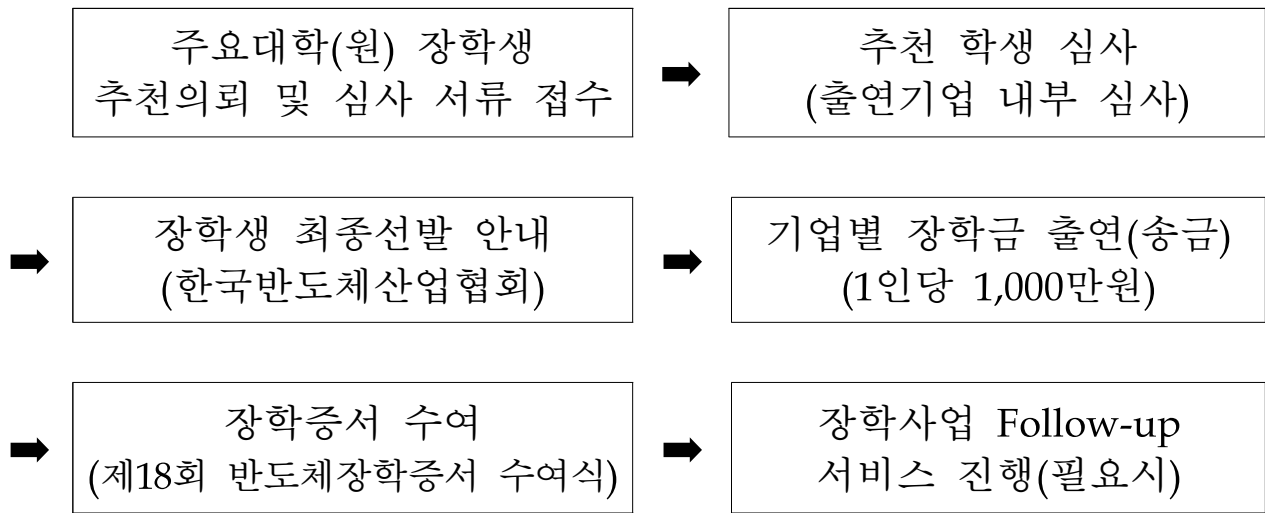 주요대학(원) 장학생
추천의뢰 및 심사 서류 접수
➡
추천 학생 심사
(출연기업 내부 심사)
➡
장학생 최종선발 안내
(한국반도체산업협회)
➡
기업별 장학금 출연(송금)
(1인당 1,000만원)
➡
장학증서 수여
(제18회 반도체장학증서 수여식)
➡
장학사업 Follow-up
서비스 진행(필요시)